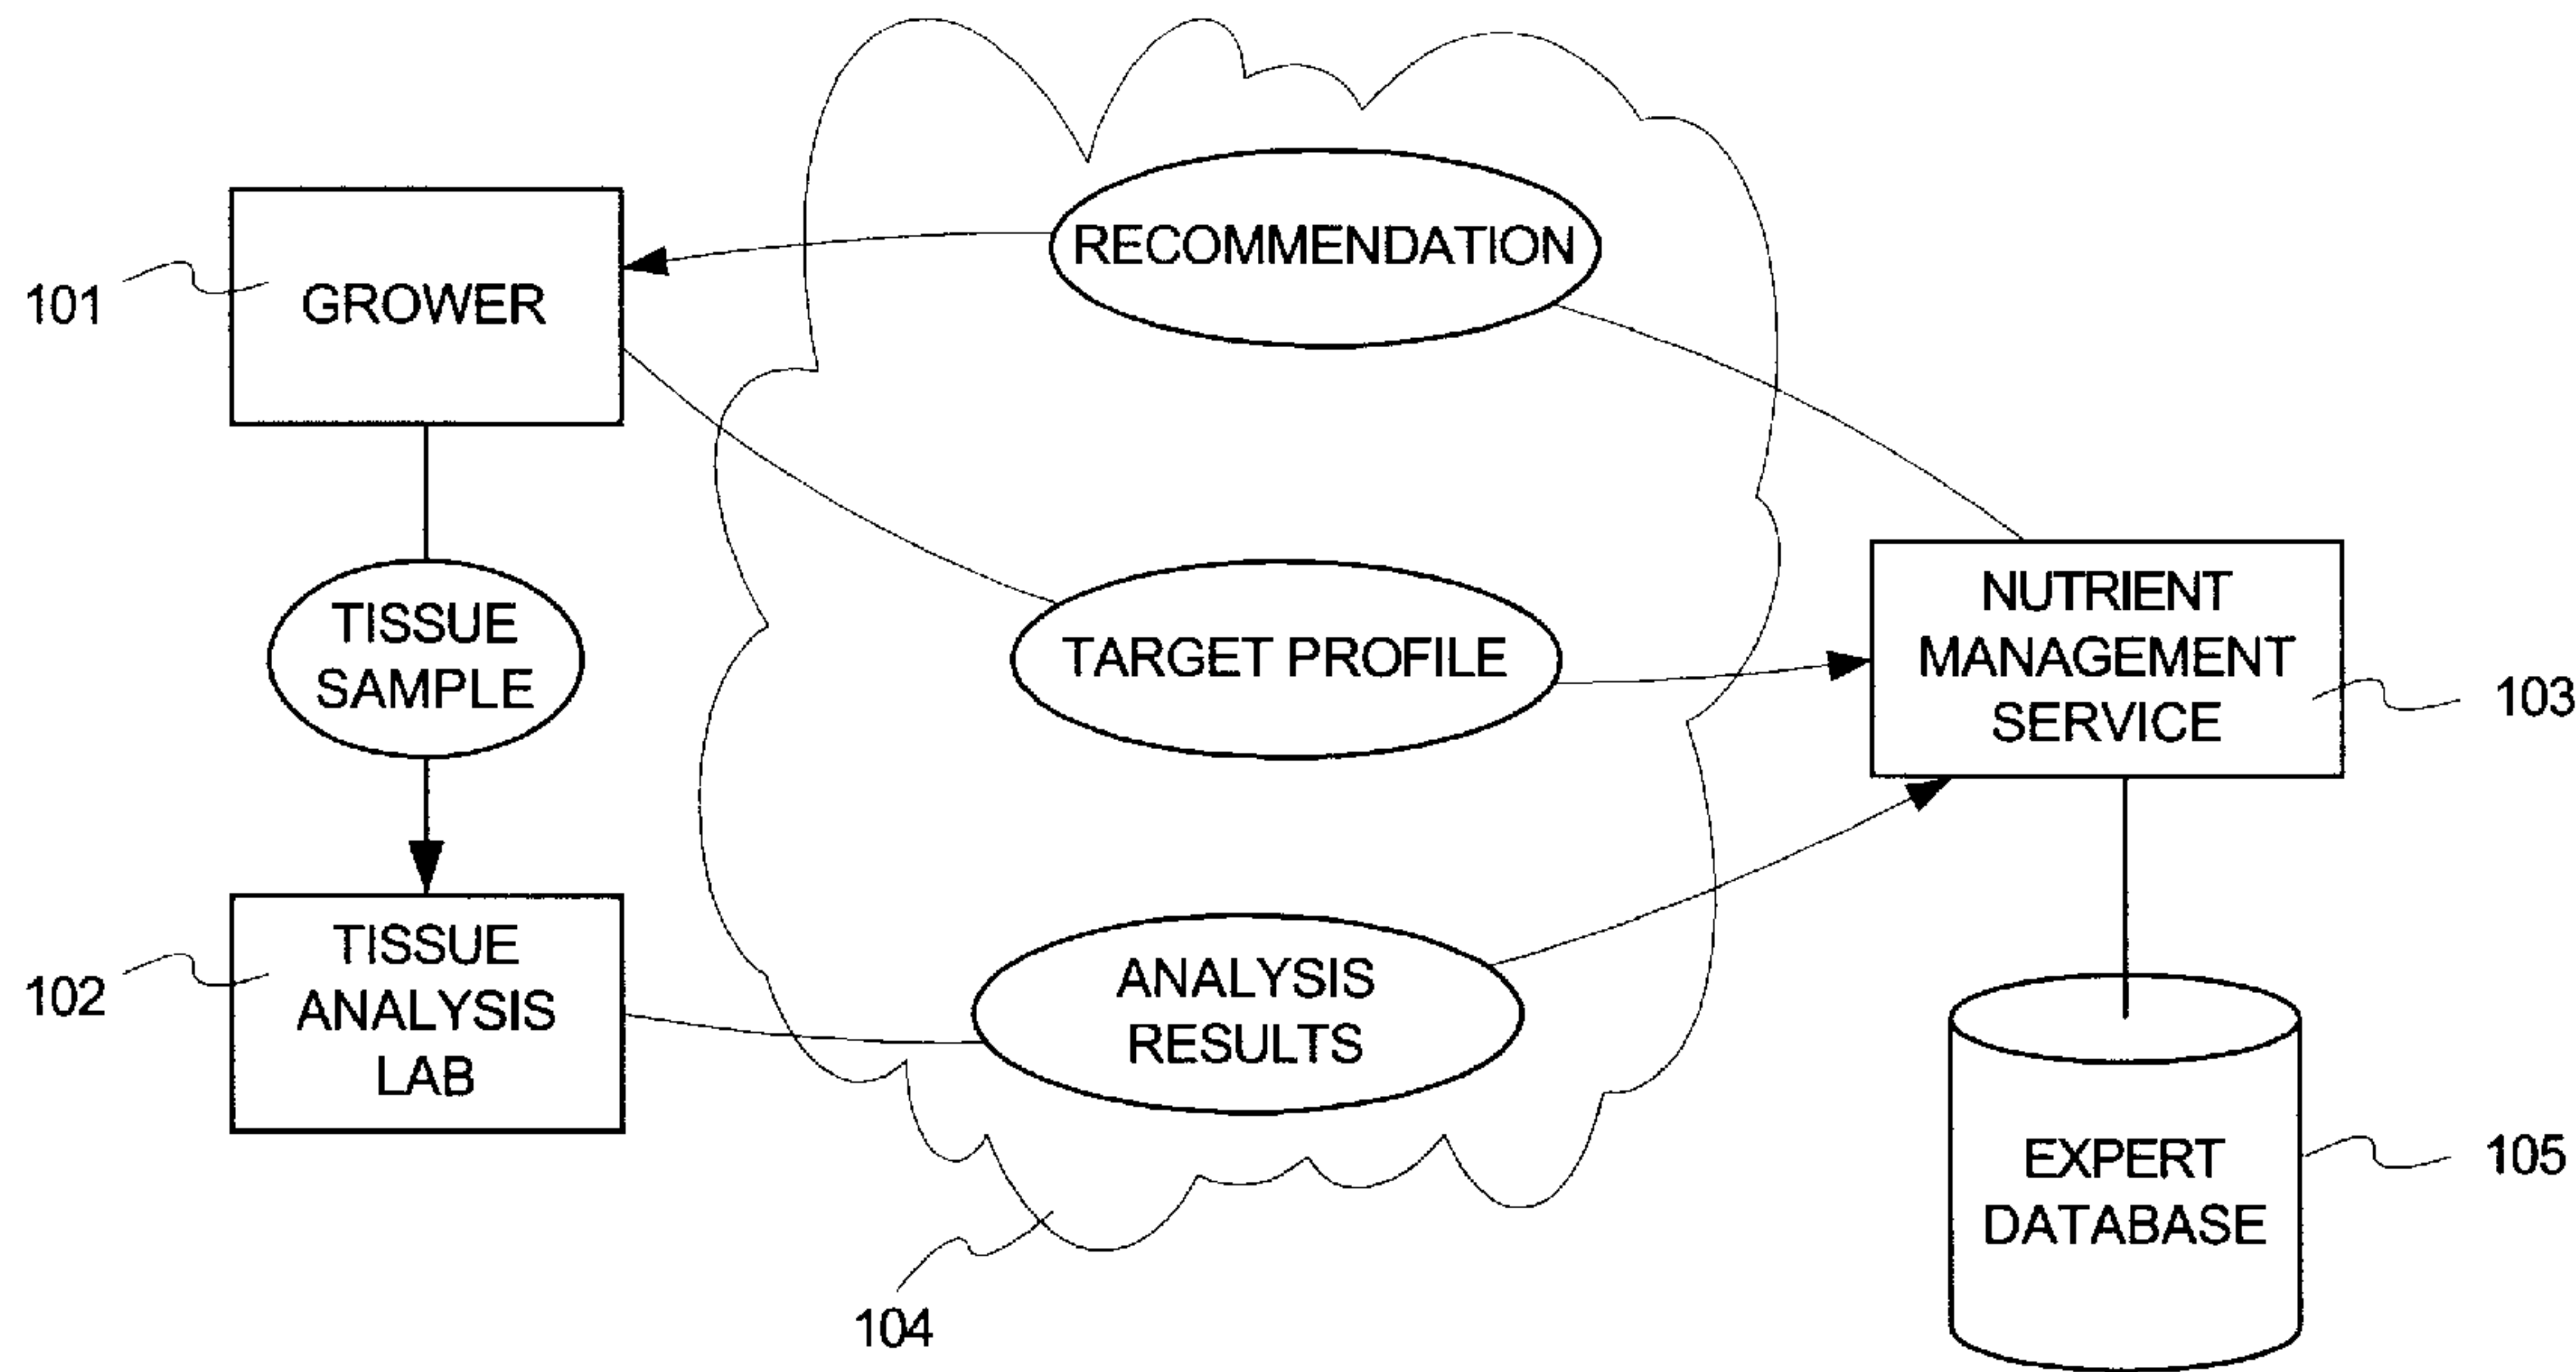 RECOMMENDATION
101
GROWER
TISSUE
SAMPLE
TARGET PROFILE
NUTRIENT
MANAGEMENT
SERVICE
103
102
TISSUE
ANALYSIS
LAB
ANALYSIS
RESULTS
EXPERT
DATABASE
105
104